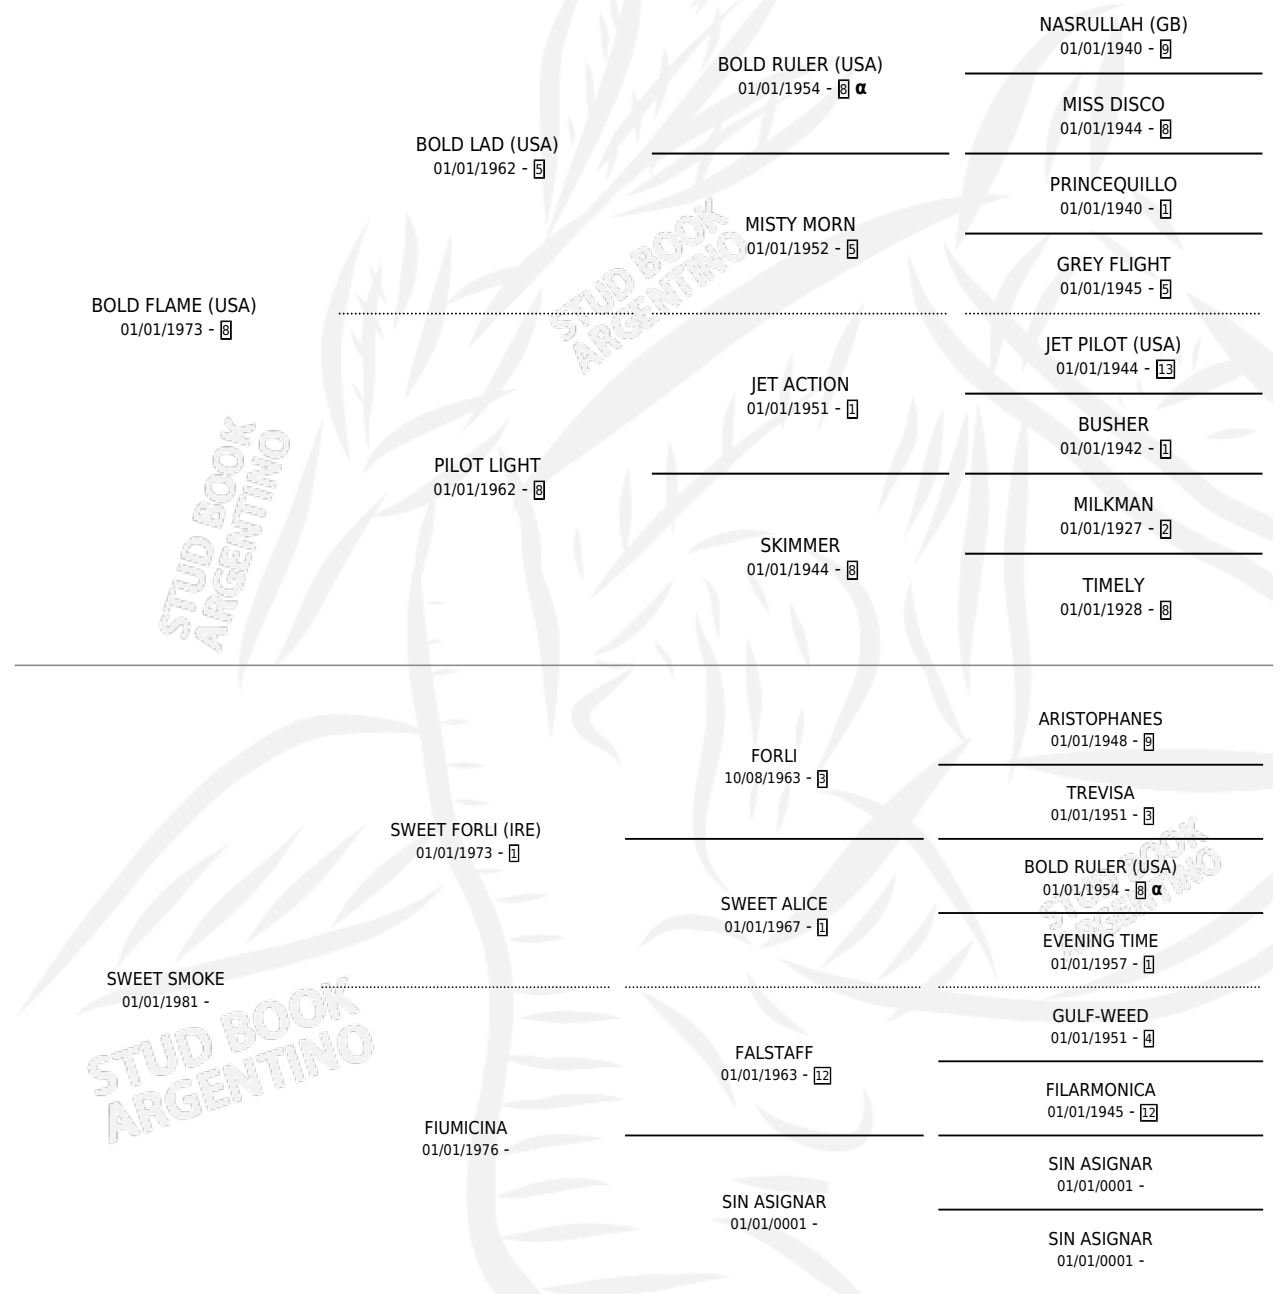 NASRULLAH (GB)
01/01/1940 - 9
BOLD RULER (USA)
01/01/1954 - 8 α
MISS DISCO
01/01/1944 - 8
BOLD LAD (USA)
01/01/1962 - 5
PRINCEQUILLO
01/01/1940 - 1
MISTY MORN
01/01/1952 - 5
GREY FLIGHT
01/01/1945 - 5
BOLD FLAME (USA)
01/01/1973 - 8
JET PILOT (USA)
01/01/1944 - 13
JET ACTION
01/01/1951 - 1
BUSHER
01/01/1942 - 1
PILOT LIGHT
01/01/1962 - 8
MILKMAN
01/01/1927 - 2
SKIMMER
01/01/1944 - 8
TIMELY
01/01/1928 - 8
ARISTOPHANES
01/01/1948 - 9
FORLI
10/08/1963 - 3
TREVISA
01/01/1951 - 3
SWEET FORLI (IRE)
01/01/1973 - 1
BOLD RULER (USA)
01/01/1954 - 8 α
SWEET ALICE
01/01/1967 - 1
EVENING TIME
01/01/1957 - 1
SWEET SMOKE
01/01/1981 -
GULF-WEED
01/01/1951 - 4
FALSTAFF
01/01/1963 - 12
FILARMONICA
01/01/1945 - 12
FIUMICINA
01/01/1976 -
SIN ASIGNAR
01/01/0001 -
SIN ASIGNAR
01/01/0001 -
SIN ASIGNAR
01/01/0001 -
STUD BOOK
ARGENTINO
STUD BOOK
ARGENTINO
STUD BOOK
ARGENTINO
STUD BOOK
ARGENTINO